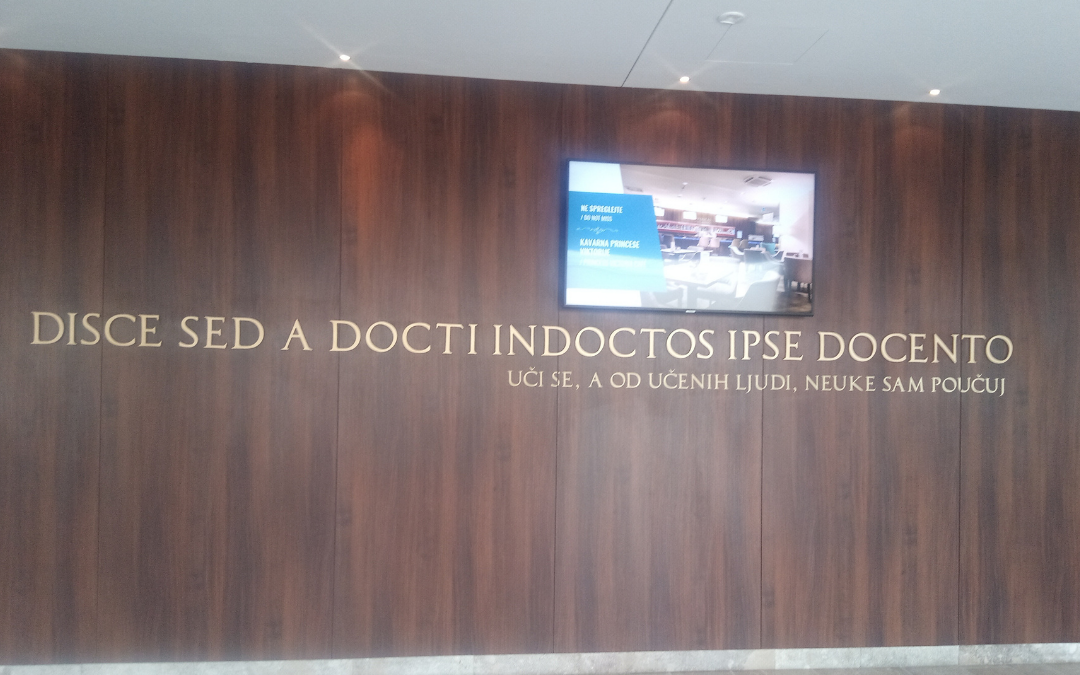 NE SPREGLEJTE
/ DO NOT MISS
KAVARNA PRINCESE
VIKTORIJE
DISCE SED A DOCTI INDOCTOS IPSE DOCENTO
UČI SE, A OD UČENIH LJUDI, NEUKE SAM POUČUJ